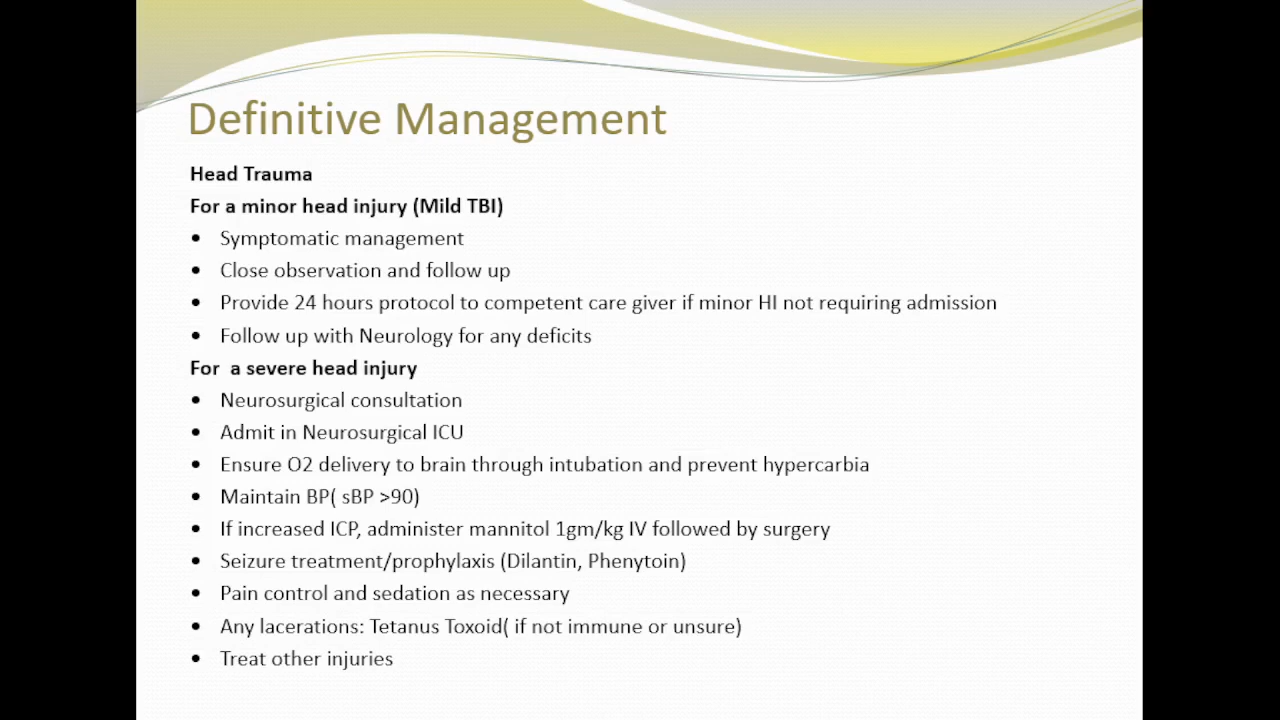 Definitive Management
Head Trauma
For a minor head injury (Mild TBI)
• Symptomatic management
• Close observation and follow up
• Provide 24 hours protocol to competent care giver if minor HI not requiring admission
• Follow up with Neurology for any deficits
For  a severe head injury
• Neurosurgical consultation
• Admit in Neurosurgical ICU
• Ensure O2 delivery to brain through intubation and prevent hypercarbia
• Maintain BP( sBP >90)
• If increased ICP, administer mannitol 1gm/kg IV followed by surgery
• Seizure treatment/prophylaxis (Dilantin, Phenytoin)
• Pain control and sedation as necessary
• Any lacerations: Tetanus Toxoid( if not immune or unsure)
• Treat other injuries